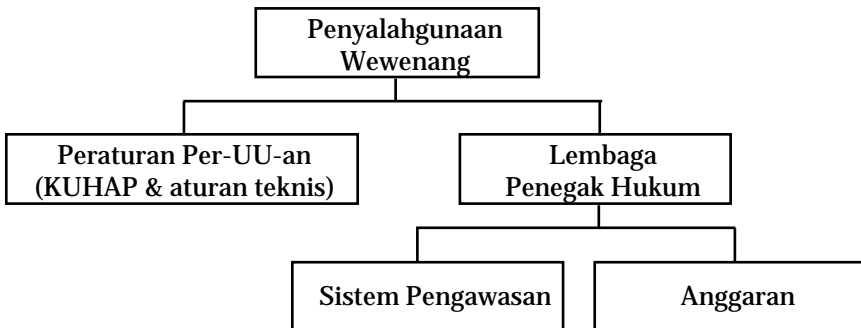 Penyalahgunaan
Wewenang
Peraturan Per-UU-an
(KUHAP & aturan teknis)
Lembaga
Penegak Hukum
Sistem Pengawasan
Anggaran